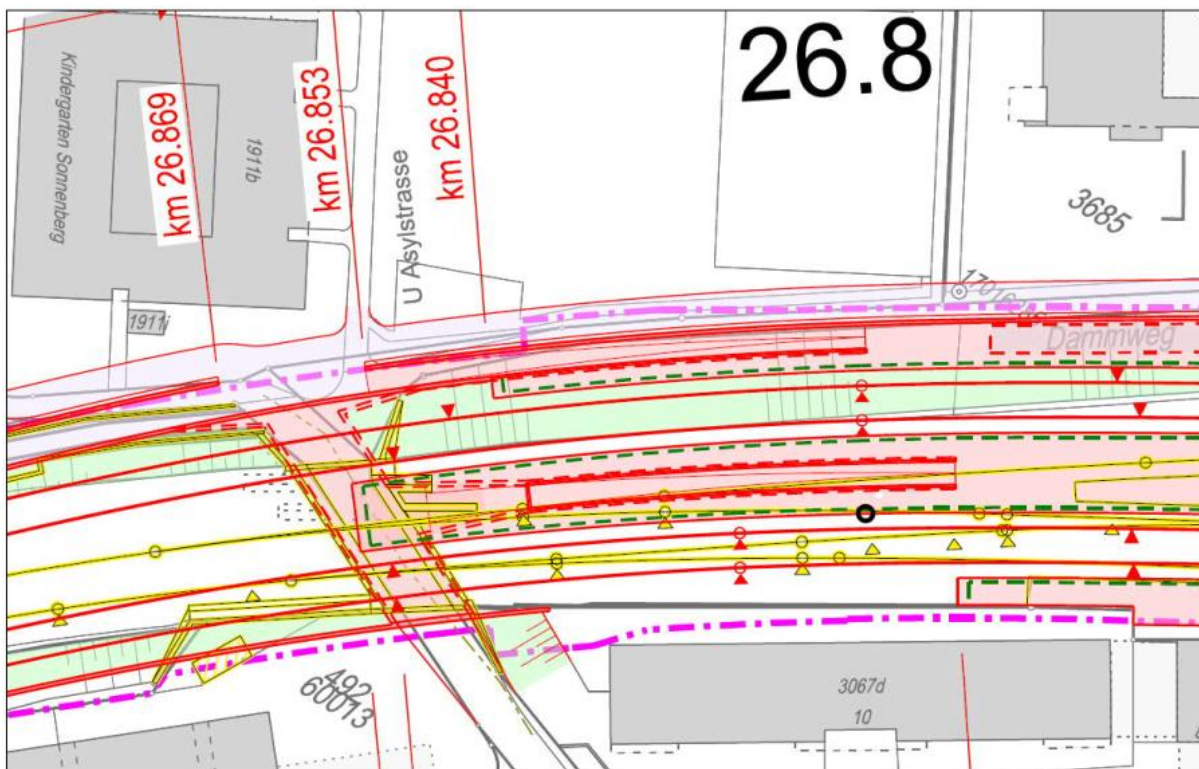 Kindergarten Sonnenberg
km 26.869
1911b
km 26.853
U Asylstrasse
km 26.840
26.8
3685
1911j
Dammweg
492
60013
3067d
10